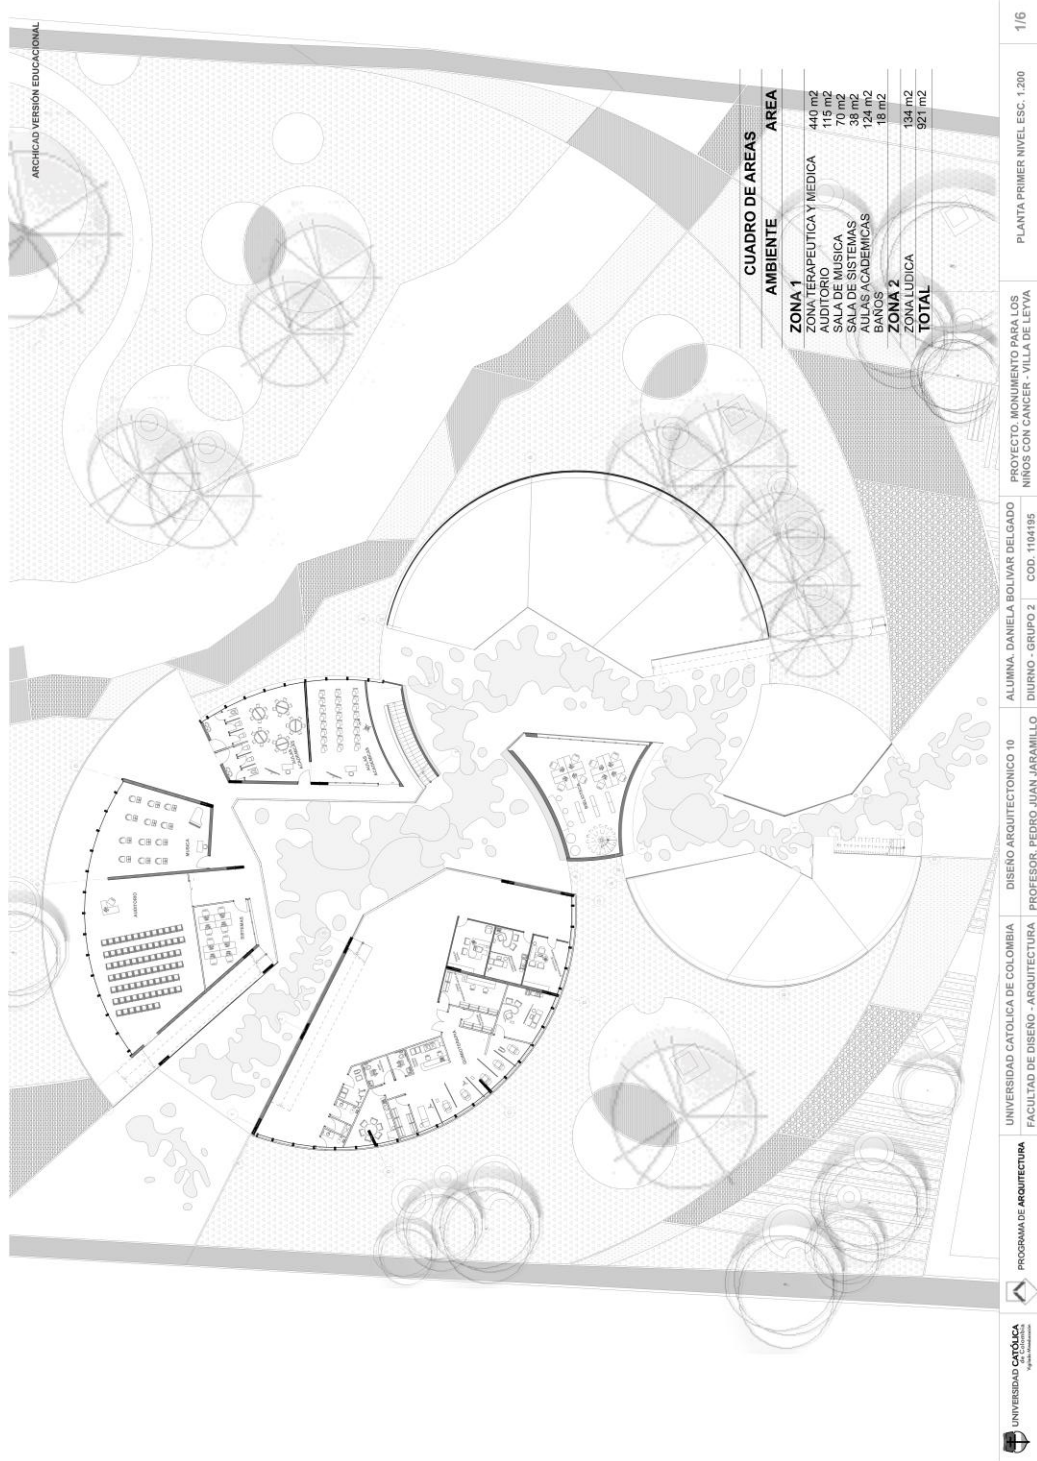 ARCHICAD VERSIÓN EDUCACIONAL
CUADRO DE AREAS
AMBIENTE AREA
ZONA 1
ZONA TERAPEUTICA Y MEDICA 440 m2
AUDITORIO 115 m2
SALA DE MUSICA 70 m2
SALA DE SISTEMAS 38 m2
AULAS ACADEMICAS 124 m2
BAÑOS 18 m2
ZONA 2
ZONA LUDICA 134 m2
TOTAL 921 m2
AULAS ACADEMICAS
AULAS ACADEMICAS
MUSICA
AUDITORIO
SISTEMAS
UNIVERSIDAD CATÓLICA
de Colombia
PROGRAMA DE ARQUITECTURA
UNIVERSIDAD CATOLICA DE COLOMBIA
FACULTAD DE DISEÑO - ARQUITECTURA
DISEÑO ARQUITECTONICO 10
PROFESOR. PEDRO JUAN JARAMILLO
ALUMNA. DANIELA BOLIVAR DELGADO
DIURNO - GRUPO 2 COD. 1104195
PROYECTO. MONUMENTO PARA LOS
NIÑOS CON CANCER - VILLA DE LEYVA
PLANTA PRIMER NIVEL ESC. 1.200
1/6